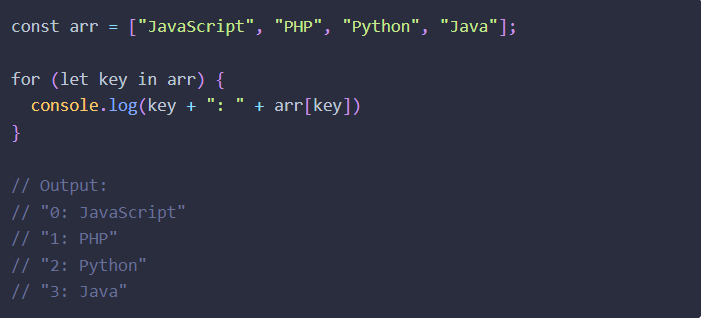 const arr = ["JavaScript", "PHP", "Python", "Java"];
for (let key in arr) {
  console.log(key + ": " + arr[key])
}
// Output:
// "0: JavaScript"
// "1: PHP"
// "2: Python"
// "3: Java"